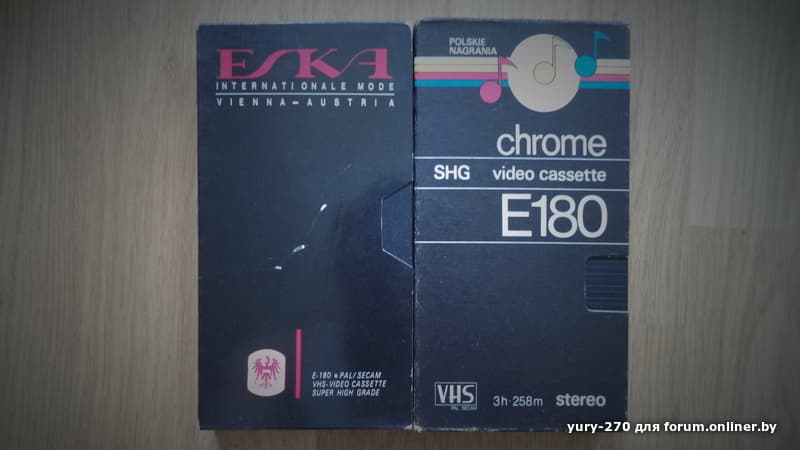 ESKA
INTERNATIONALE MODE
VIENNA–AUSTRIA
E-180 ● PAL/SECAM
VHS-VIDEO CASSETTE
SUPER HIGH GRADE
POLSKIE
NAGRANIA
chrome
SHG video cassette
E180
VHS
PAL SECAM
3h·258m stereo
yury-270 для forum.onliner.by